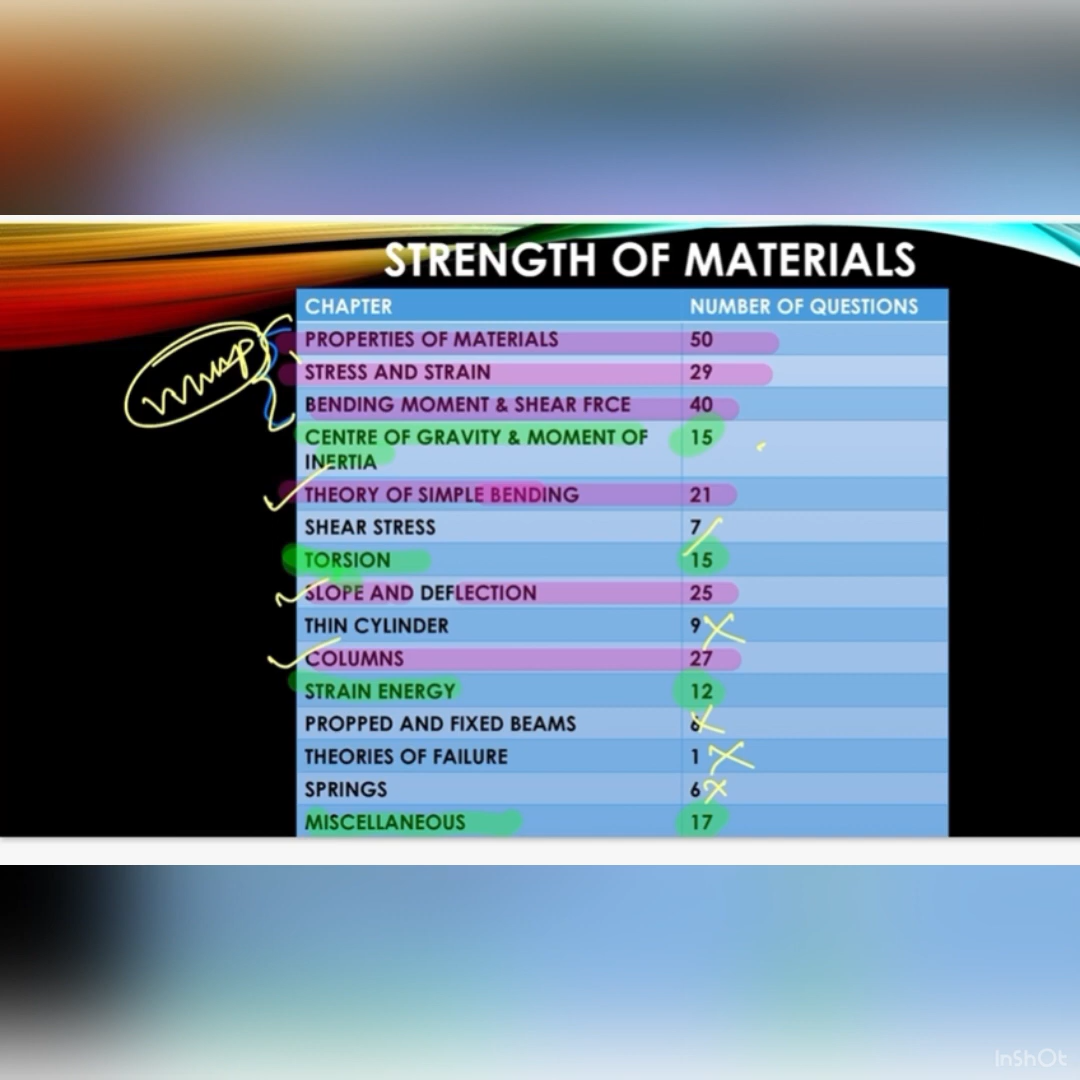 STRENGTH OF MATERIALS
CHAPTER NUMBER OF QUESTIONS
PROPERTIES OF MATERIALS 50
STRESS AND STRAIN 29
BENDING MOMENT & SHEAR FRCE 40
CENTRE OF GRAVITY & MOMENT OF 15
INERTIA
THEORY OF SIMPLE BENDING 21
SHEAR STRESS 7
TORSION 15
SLOPE AND DEFLECTION 25
THIN CYLINDER 9
COLUMNS 27
STRAIN ENERGY 12
PROPPED AND FIXED BEAMS
THEORIES OF FAILURE 1
SPRINGS 6
MISCELLANEOUS 17
InShOt